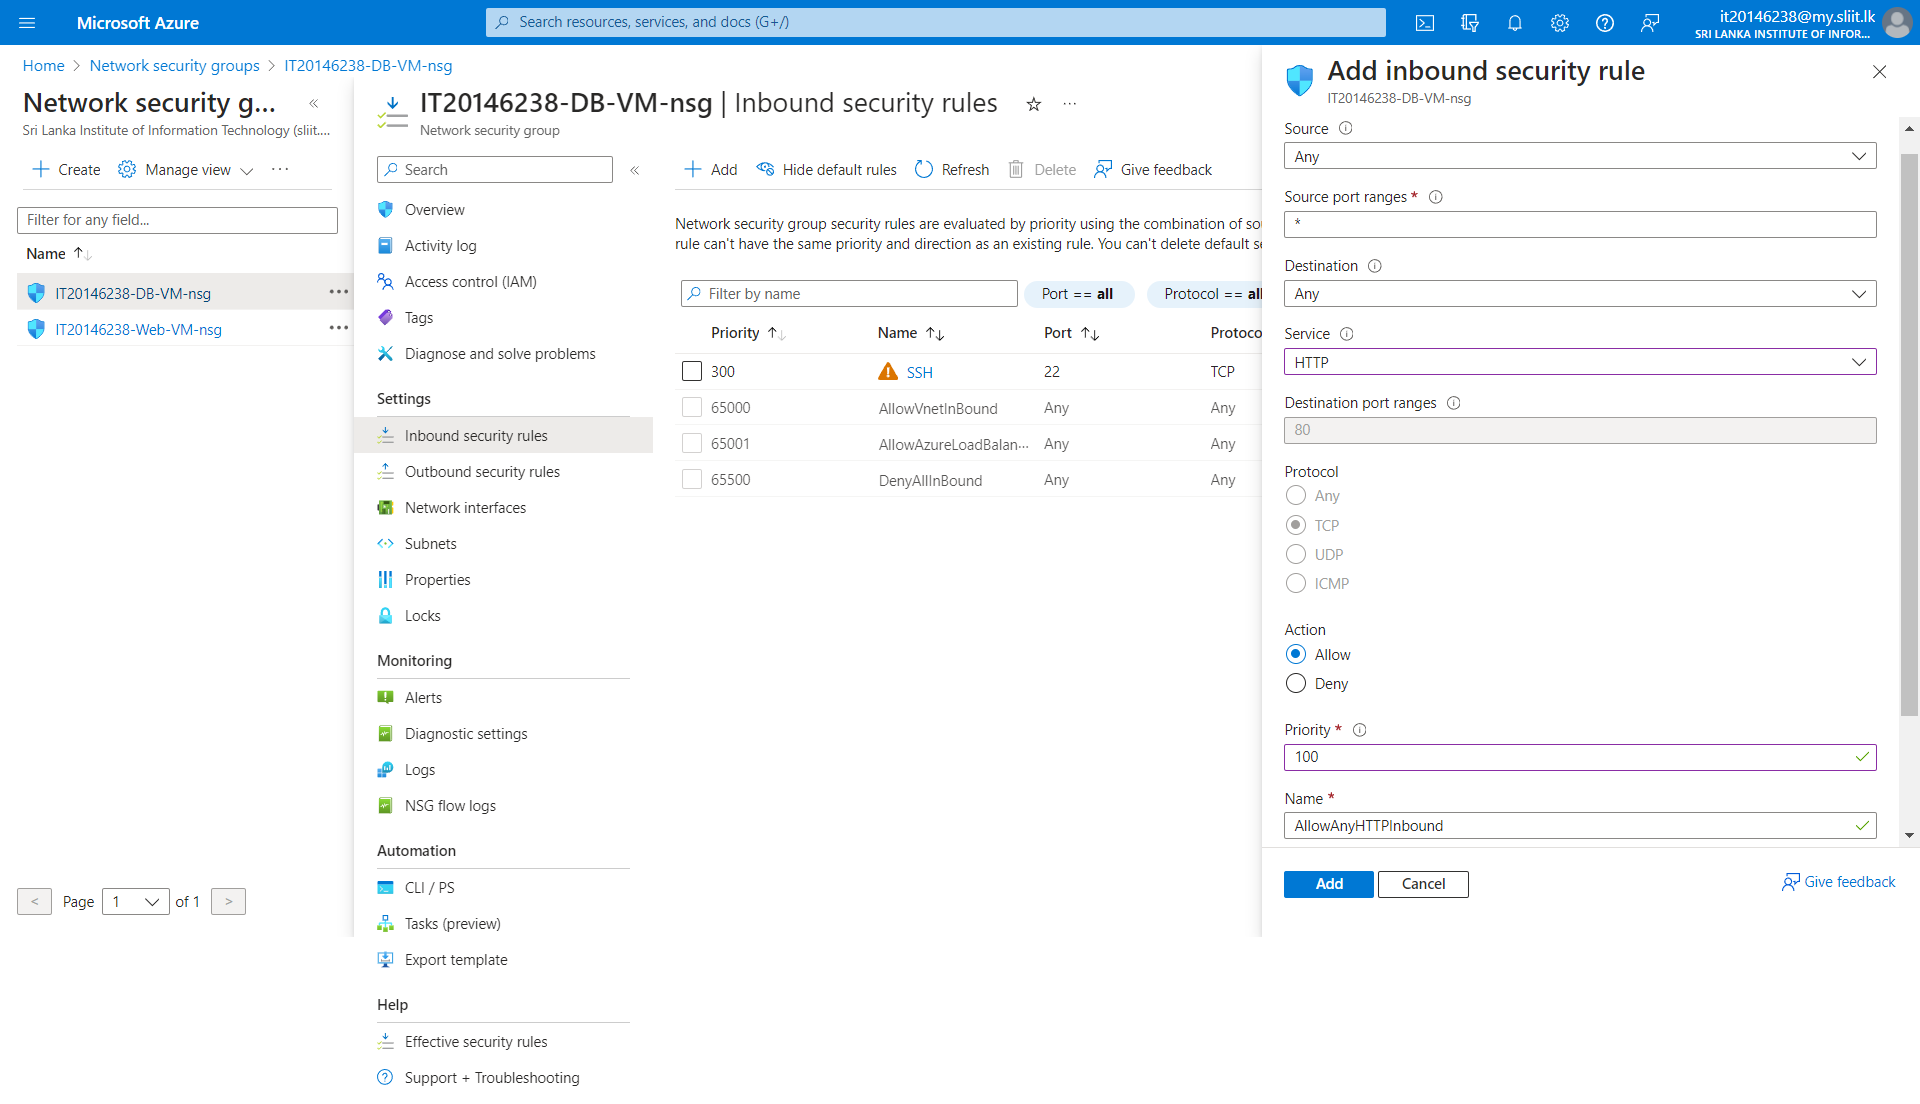 Microsoft Azure
Search resources, services, and docs (G+/)
it20146238@my.sliit.lk
SRI LANKA INSTITUTE OF INFOR...
Home > Network security groups > IT20146238-DB-VM-nsg
Network security g...
«
Sri Lanka Institute of Information Technology (sliit....
Create
Manage view
...
Filter for any field...
Name
IT20146238-DB-VM-nsg
...
IT20146238-Web-VM-nsg
...
< Page 1 of 1 >
IT20146238-DB-VM-nsg | Inbound security rules
...
Network security group
Search
«
Overview
Activity log
Access control (IAM)
Tags
Diagnose and solve problems
Settings
Inbound security rules
Outbound security rules
Network interfaces
Subnets
Properties
Locks
Monitoring
Alerts
Diagnostic settings
Logs
NSG flow logs
Automation
CLI / PS
Tasks (preview)
Export template
Help
Effective security rules
Support + Troubleshooting
Add
Hide default rules
Refresh
Delete
Give feedback
Network security group security rules are evaluated by priority using the combination of so
rule can't have the same priority and direction as an existing rule. You can't delete default se
Filter by name
Port == all
Protocol == all
Priority Name Port Protoco
300 SSH 22 TCP
65000 AllowVnetInBound Any Any
65001 AllowAzureLoadBalan... Any Any
65500 DenyAllInBound Any Any
Add inbound security rule
IT20146238-DB-VM-nsg
Source
Any
Source port ranges *
*
Destination
Any
Service
HTTP
Destination port ranges
80
Protocol
Any
TCP
UDP
ICMP
Action
Allow
Deny
Priority *
100
Name *
AllowAnyHTTPInbound
Add
Cancel
Give feedback